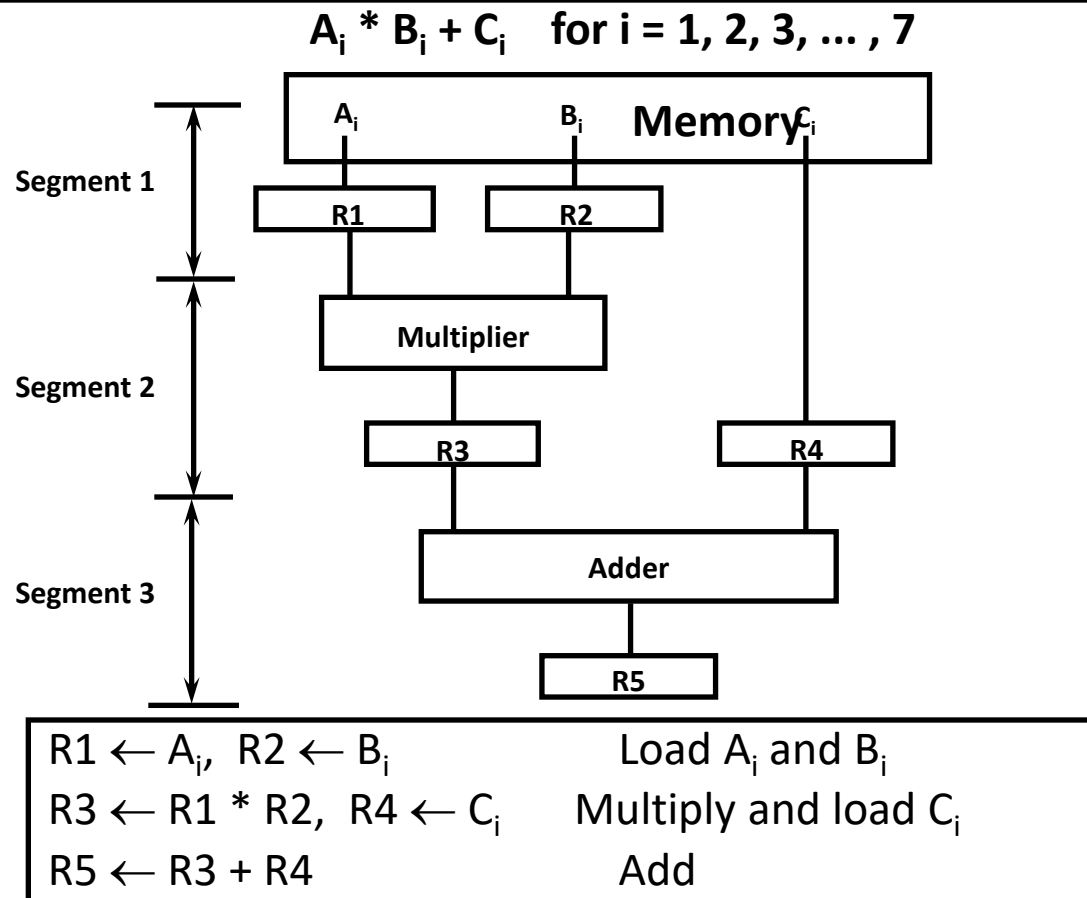 Aᵢ * Bᵢ + Cᵢ for i = 1, 2, 3, ... , 7
Aᵢ Bᵢ Memory Cᵢ
Segment 1
R1 R2
Multiplier
Segment 2
R3 R4
Adder
Segment 3
R5
R1 ← Aᵢ, R2 ← Bᵢ Load Aᵢ and Bᵢ
R3 ← R1 * R2, R4 ← Cᵢ Multiply and load Cᵢ
R5 ← R3 + R4 Add